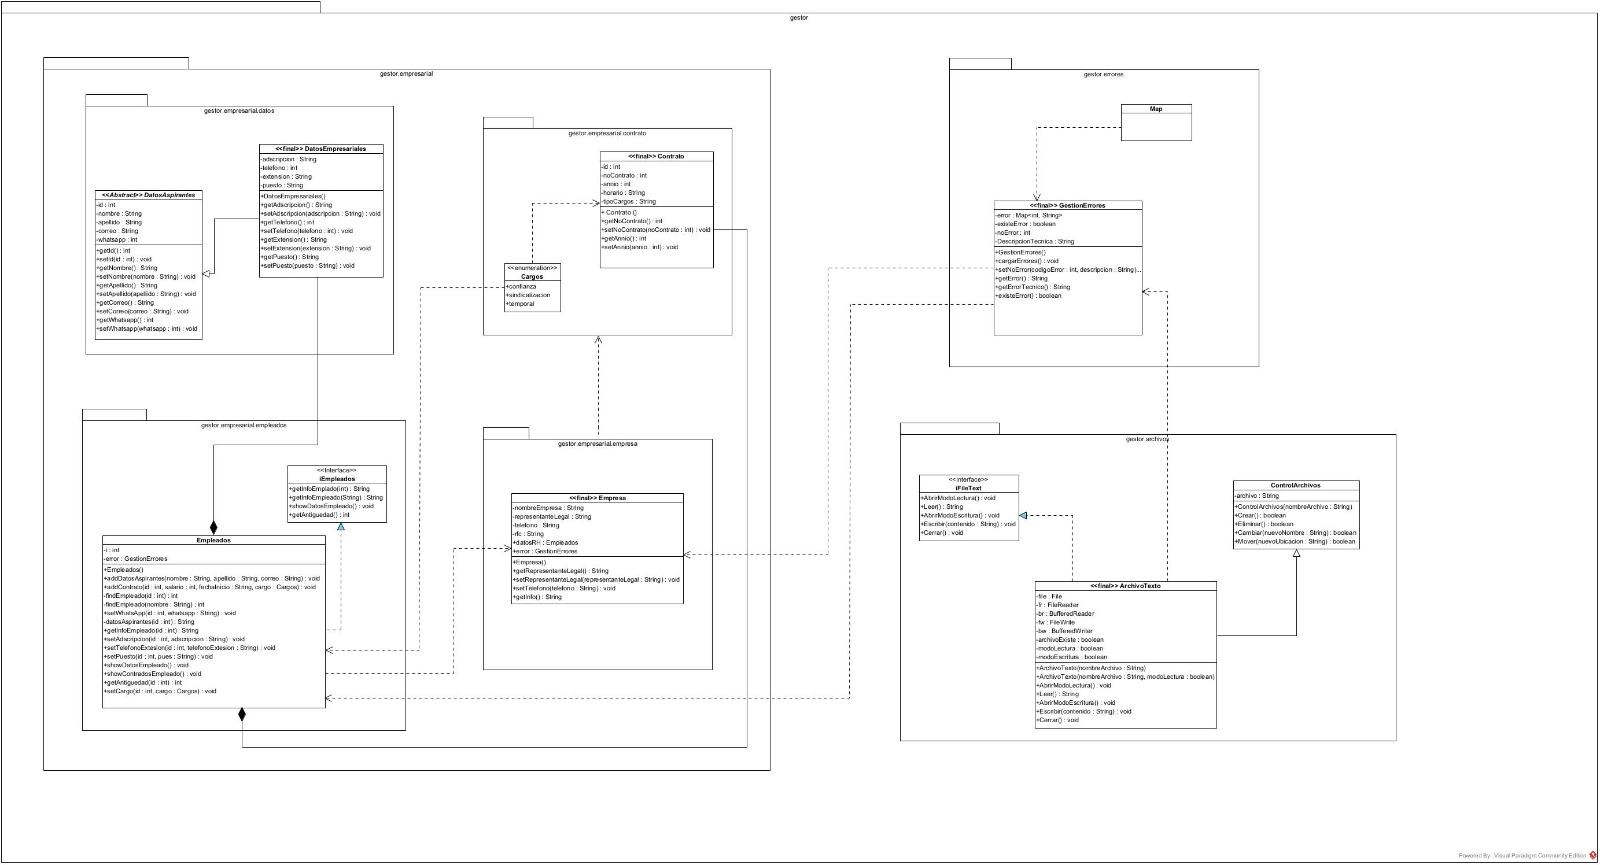 gestor
gestor.empresarial
gestor.empresarial.datos
<<final>> DatosEmpresariales
-adscripcion : String
-telefono : int
-extension : String
-puesto : String
+DatosEmpresariales()
+getAdscripcion() : String
+setAdscripcion(adscripcion : String) : void
+getTelefono() : int
+setTelefono(telefono : int) : void
+getExtension() : String
+setExtension(extension : String) : void
+getPuesto() : String
+setPuesto(puesto : String) : void
<<Abstract>> DatosAspirantes
-id : int
-nombre : String
-apellido : String
-correo : String
-whatsapp : int
+getId() : int
+setId(id : int) : void
+getNombre() : String
+setNombre(nombre : String) : void
+getApellido() : String
+setApellido(apellido : String) : void
+getCorreo() : String
+setCorreo(correo : String) : void
+getWhatsapp() : int
+setWhatsapp(whatsapp : int) : void
gestor.empresarial.contrato
<<final>> Contrato
-id : int
-noContrato : int
-annio : int
-horario : String
-tipoCargos : String
+ Contrato ()
+getNoContrato() : int
+setNoContrato(noContrato : int) : void
+getAnnio() : int
+setAnnio(annio : int) : void
<<enumeration>>
Cargos
+confianza
+sindicalizacion
+temporal
gestor.errores
Map
<<final>> GestionErrores
-error : Map<int, String>
-existeError : boolean
-noError : int
-DescripcionTecnica : String
+GestionErrores()
+cargarErrores() : void
+setNoError(codigoError : int, descripcion : String)...
+getError() : String
+getErrorTecnico() : String
+existeError() : boolean
gestor.empresarial.empleados
<<Interface>>
iEmpleados
+getInfoEmplado(int) : String
+getInfoEmpleado(String) : String
+showDatosEmpleado() : void
+getAntiguedad() : int
Empleados
-i : int
-error : GestionErrores
+Empleados()
+addDatosAspirantes(nombre : String, apellido : String, correo : String) : void
+addContrato(id : int, salario : int, fechaInicio : String, cargo : Cargos) : void
-findEmpleado(id : int) : int
-findEmpleado(nombre : String) : int
+setWhatsApp(id : int, whatsapp : String) : void
-datosAspirantes(id : int) : String
+getInfoEmpleado(id : int) : String
+setAdscripcion(id : int, adscripcion : String) : void
+setTelefonoExtesion(id : int, telefonoExtesion : String) : void
+setPuesto(id : int, pues : String) : void
+showDatosEmpleado() : void
+showContradosEmpleado() : void
+getAntiguedad(id : int) : int
+setCargo(id : int, cargo : Cargos) : void
gestor.empresarial.empresa
<<final>> Empresa
-nombreEmpresa : String
-representanteLegal : String
-telefono : String
-rfc : String
+datosRH : Empleados
+error : GestionErrores
+Empresa()
+getRepresentanteLegal() : String
+setRepresentanteLegal(representanteLegal : String) : void
+setTelefono(telefono : String) : void
+getInfo() : String
gestor.archivos
<<interface>>
iFileText
+AbrirModoLectura() : void
+Leer() : String
+AbrirModoEscritura() : void
+Escribir(contenido : String) : void
+Cerrar() : void
ControlArchivos
-archivo : String
+ControlArchivos(nombreArchivo : String)
+Crear() : boolean
+Eliminar() : boolean
+Cambiar(nuevoNombre : String) : boolean
+Mover(nuevoUbicacion : String) : boolean
<<final>> ArchivoTexto
-file : File
-fr : FileReader
-br : BufferedReader
-fw : FileWrite
-bw : BufferedWriter
-archivoExiste : boolean
-modoLectura : boolean
-modoEscritura : boolean
+ArchivoTexto(nombreArchivo : String)
+ArchivoTexto(nombreArchivo : String, modoLectura : boolean)
+AbrirModoLectura() : void
+Leer() : String
+AbrirModoEscritura() : void
+Escribir(contenido : String) : void
+Cerrar() : void
Powered By Visual Paradigm Community Edition